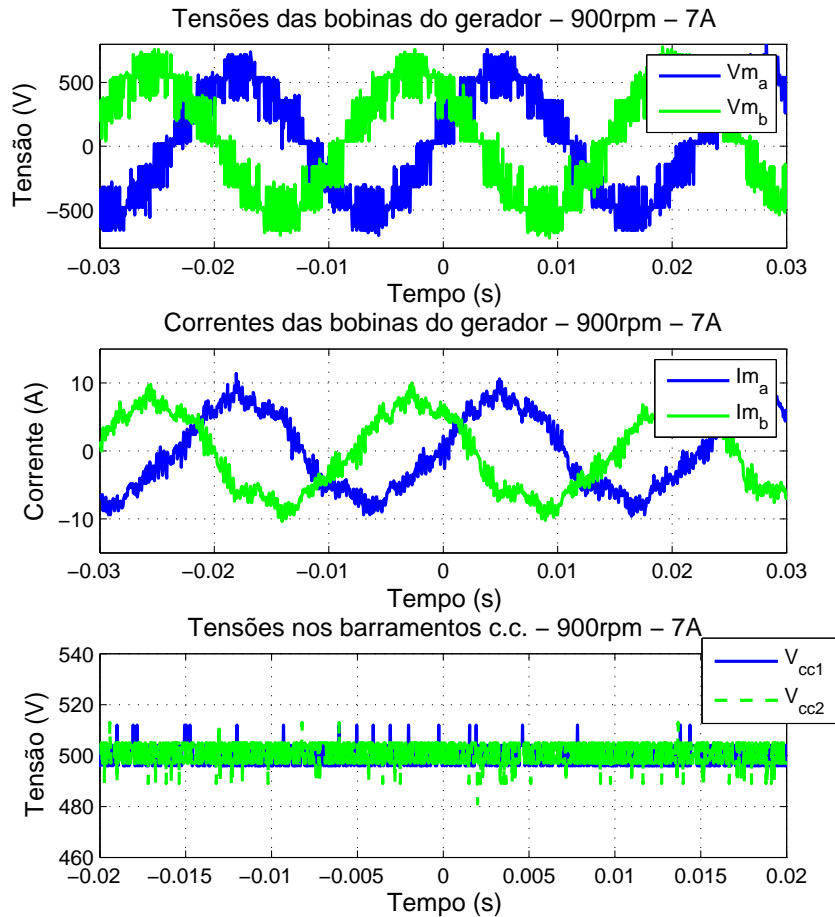 Tensões das bobinas do gerador – 900rpm – 7A
Tensão (V)
500
0
−500
Vm_a
Vm_b
−0.03 −0.02 −0.01 0 0.01 0.02 0.03
Tempo (s)
Correntes das bobinas do gerador – 900rpm – 7A
Corrente (A)
10
0
−10
Im_a
Im_b
−0.03 −0.02 −0.01 0 0.01 0.02 0.03
Tempo (s)
Tensões nos barramentos c.c. – 900rpm – 7A
Tensão (V)
540
520
500
480
460
V_cc1
V_cc2
−0.02 −0.015 −0.01 −0.005 0 0.005 0.01 0.015 0.02
Tempo (s)